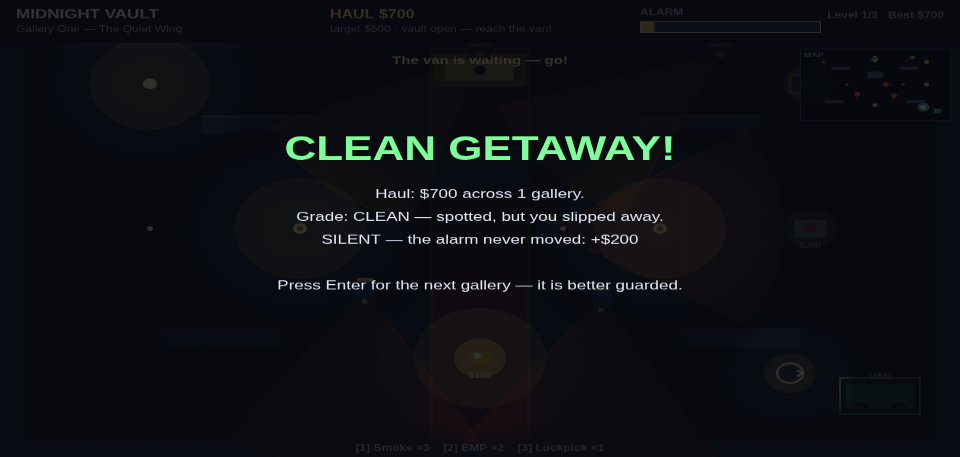 MIDNIGHT VAULT
Gallery One — The Quiet Wing
HAUL $700
target $500 · vault open — reach the van!
ALARM
Level 1/3 Best $700
The van is waiting — go!
MAP
CLEAN GETAWAY!
Haul: $700 across 1 gallery.
Grade: CLEAN — spotted, but you slipped away.
SILENT — the alarm never moved: +$200
$200
Press Enter for the next gallery — it is better guarded.
$150
VAN
[1] Smoke ×3 [2] EMP ×2 [3] Lockpick ×1